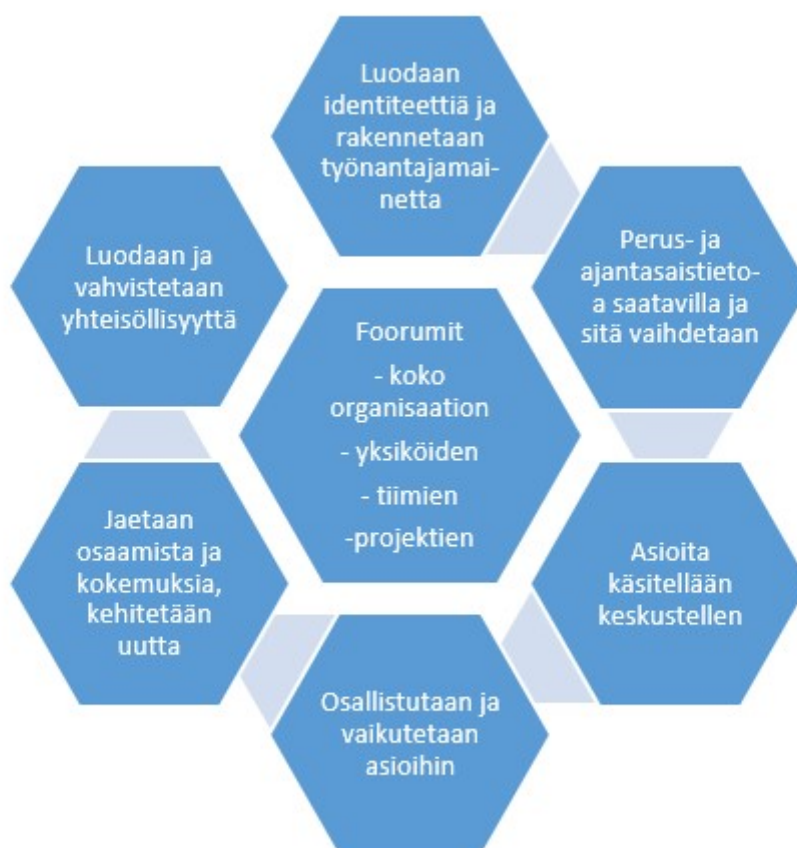 Luodaan
identiteettiä ja
rakennetaan
työnantajamai-
netta
Perus- ja
ajantasaistieto-
a saatavilla ja
sitä vaihdetaan
Asioita
käsitellään
keskustellen
Osallistutaan ja
vaikutetaan
asioihin
Jaetaan
osaamista ja
kokemuksia,
kehitetään
uutta
Luodaan ja
vahvistetaan
yhteisöllisyyttä
Foorumit
- koko
organisaation
- yksiköiden
- tiimien
-projektien